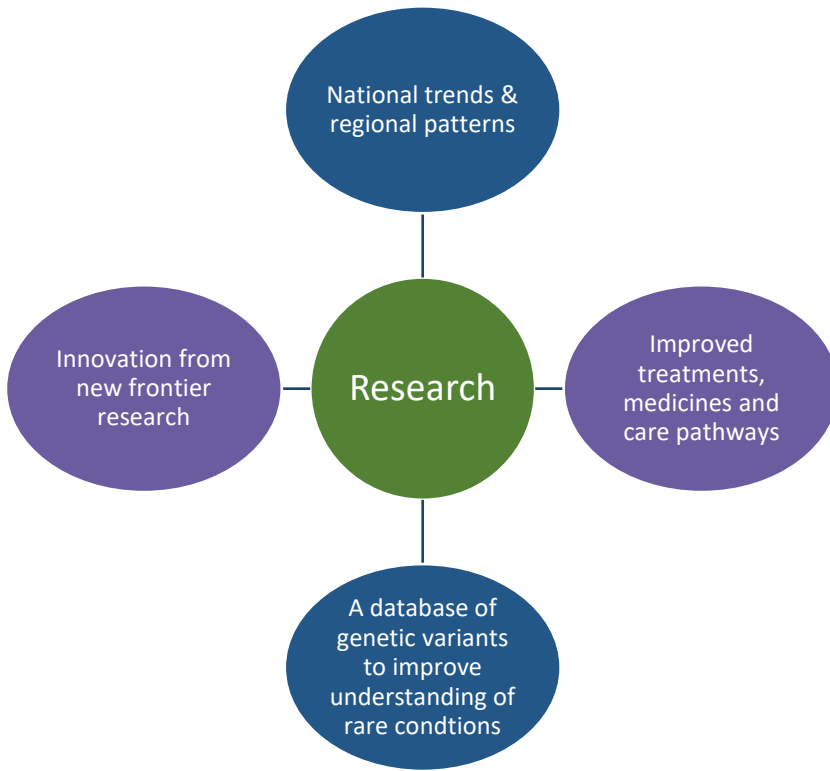 National trends &
regional patterns
Innovation from
new frontier
research
Research
Improved
treatments,
medicines and
care pathways
A database of
genetic variants
to improve
understanding of
rare condtions